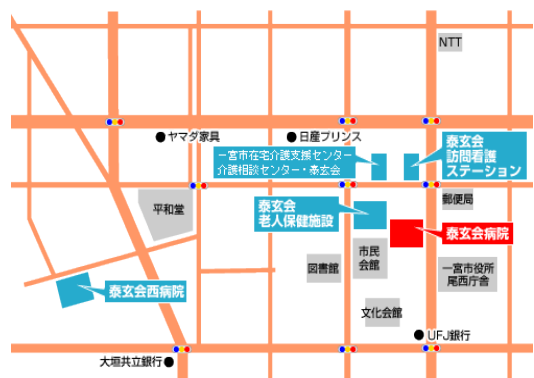 NTT
ヤマダ家具
日産プリンス
泰玄会
訪問看護
ステーション
一宮市在宅介護支援センター
介護相談センター・泰玄会
郵便局
平和堂
泰玄会
老人保健施設
泰玄会病院
市民
会館
図書館
一宮市役所
尾西庁舎
泰玄会西病院
文化会館
UFJ銀行
大垣共立銀行